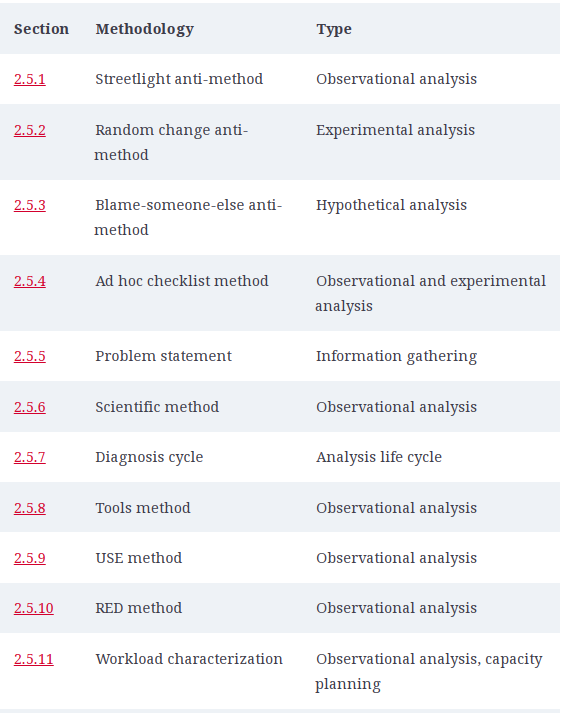 Section Methodology Type
2.5.1 Streetlight anti-method Observational analysis
2.5.2 Random change anti- Experimental analysis
method
2.5.3 Blame-someone-else anti- Hypothetical analysis
method
2.5.4 Ad hoc checklist method Observational and experimental
analysis
2.5.5 Problem statement Information gathering
2.5.6 Scientific method Observational analysis
2.5.7 Diagnosis cycle Analysis life cycle
2.5.8 Tools method Observational analysis
2.5.9 USE method Observational analysis
2.5.10 RED method Observational analysis
2.5.11 Workload characterization Observational analysis, capacity
planning